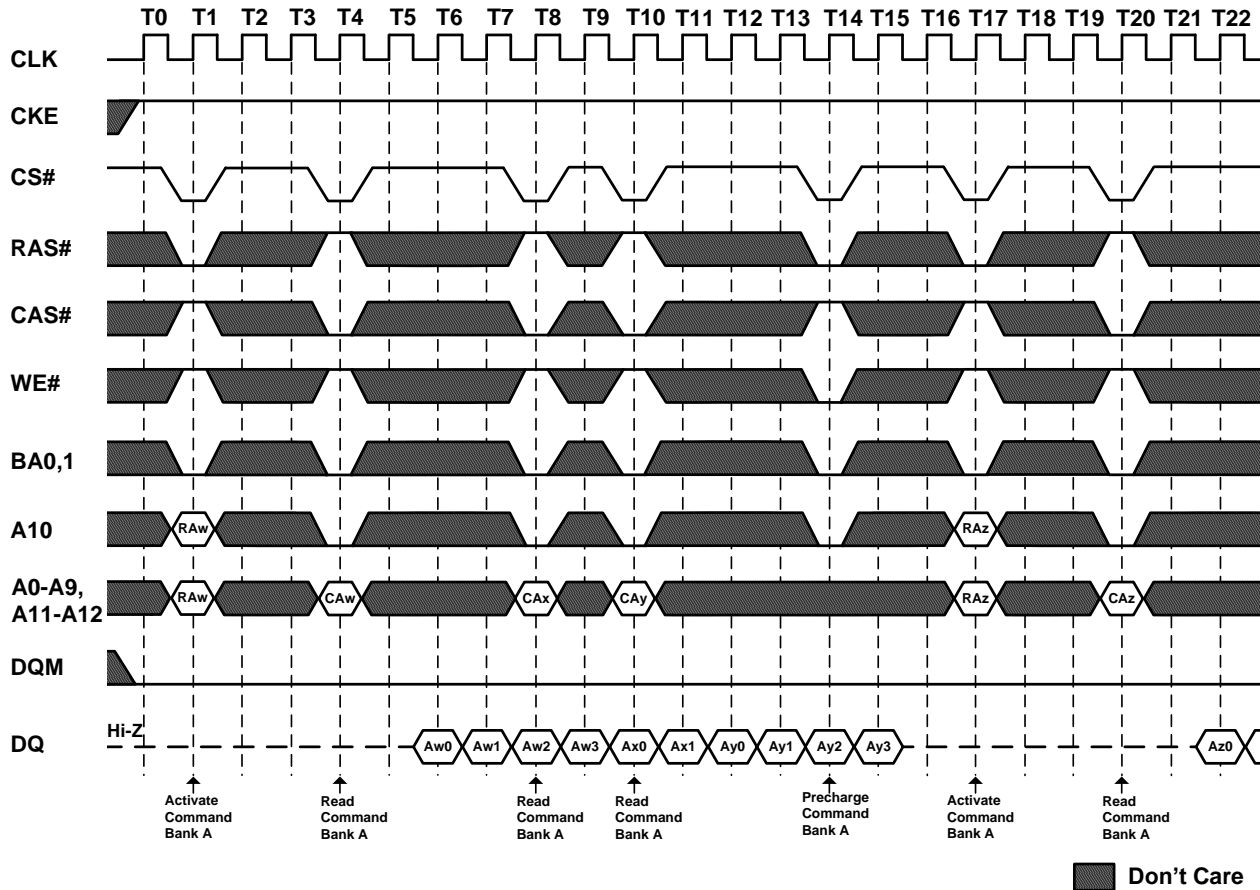 T0 T1 T2 T3 T4 T5 T6 T7 T8 T9 T10 T11 T12 T13 T14 T15 T16 T17 T18 T19 T20 T21 T22
CLK
CKE
CS#
RAS#
CAS#
WE#
BA0,1
A10
RAw RAz
A0-A9,
A11-A12
RAw CAw CAx CAy RAz CAz
DQM
DQ
Hi-Z
Aw0 Aw1 Aw2 Aw3 Ax0 Ax1 Ay0 Ay1 Ay2 Ay3 Az0
Activate
Command
Bank A
Read
Command
Bank A
Read
Command
Bank A
Read
Command
Bank A
Precharge
Command
Bank A
Activate
Command
Bank A
Read
Command
Bank A
Don't Care